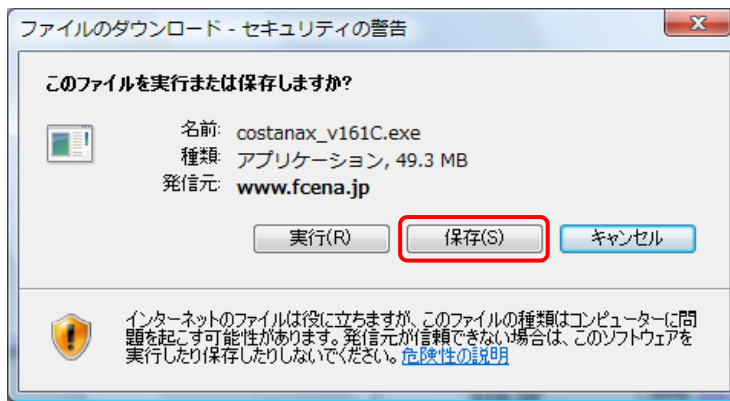 ファイルのダウンロード - セキュリティの警告
このファイルを実行または保存しますか?
名前: costanax_v161C.exe
種類: アプリケーション, 49.3 MB
発信元: www.fcena.jp
実行(R) 保存(S) キャンセル
インターネットのファイルは役に立ちますが、このファイルの種類はコンピューターに問
題を起こす可能性があります。発信元が信頼できない場合は、このソフトウェアを
実行したり保存したりしないでください。危険性の説明